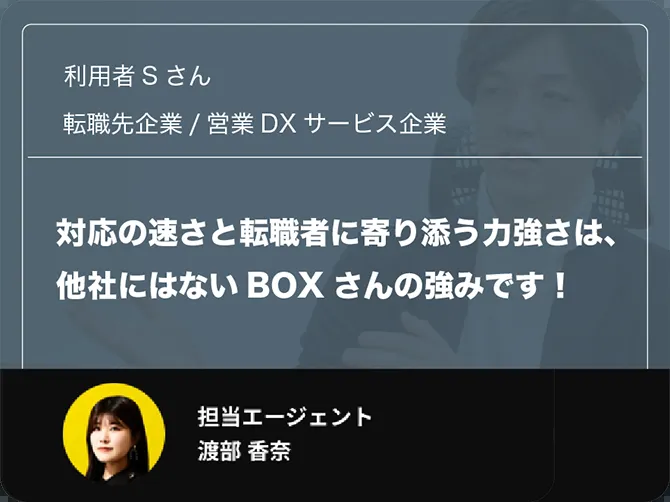 利用者 S さん
転職先企業 / 営業 DX サービス企業
対応の速さと転職者に寄り添う力強さは、
他社にはない BOX さんの強みです！
担当エージェント
渡部 香奈